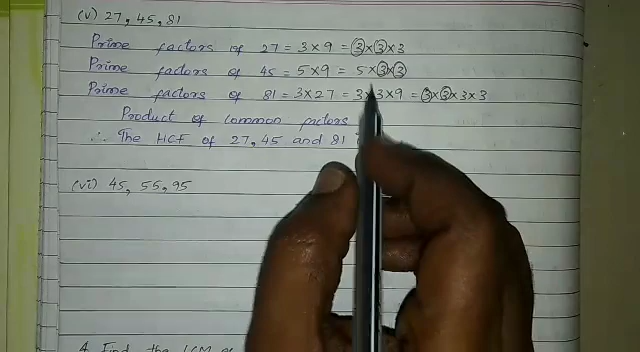 (v) 27, 45, 81
Prime factors of 27 = 3×9 = 3×3×3
Prime factors of 45 = 5×9 = 5×3×3
Prime factors of 81 = 3×27 = 3×3×9 = 3×3×3×3
Product of common factors
∴ The HCF of 27, 45 and 81
(vi) 45, 55, 95
4. Find the LCM